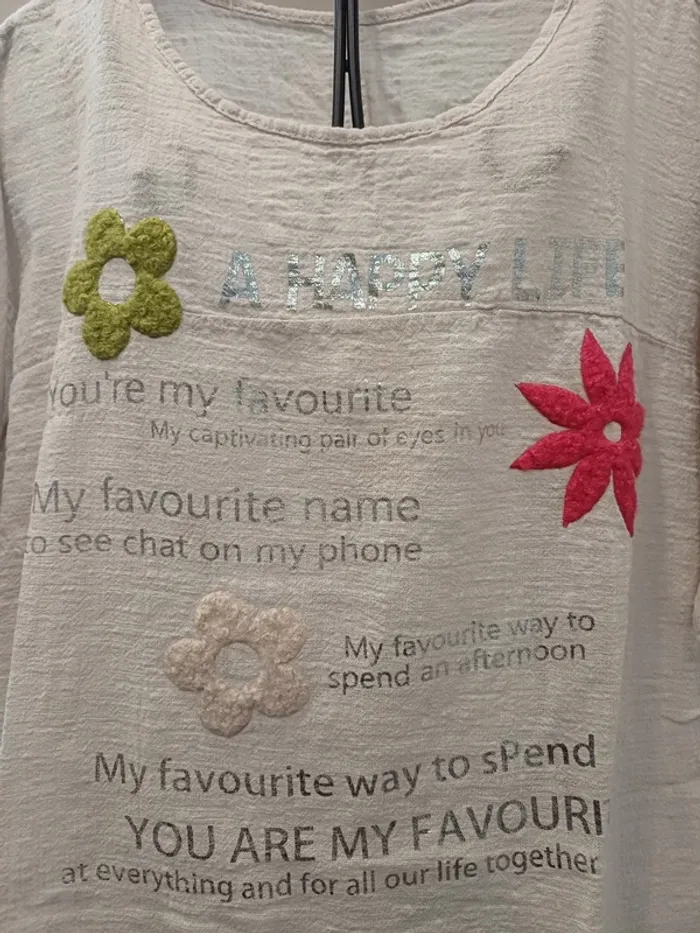 A HAPPY LIFE
You're my favourite
My captivating pair of eyes in you
My favourite name
to see chat on my phone
My favourite way to
spend an afternoon
My favourite way to sPend
YOU ARE MY FAVOURI
at everything and for all our life together